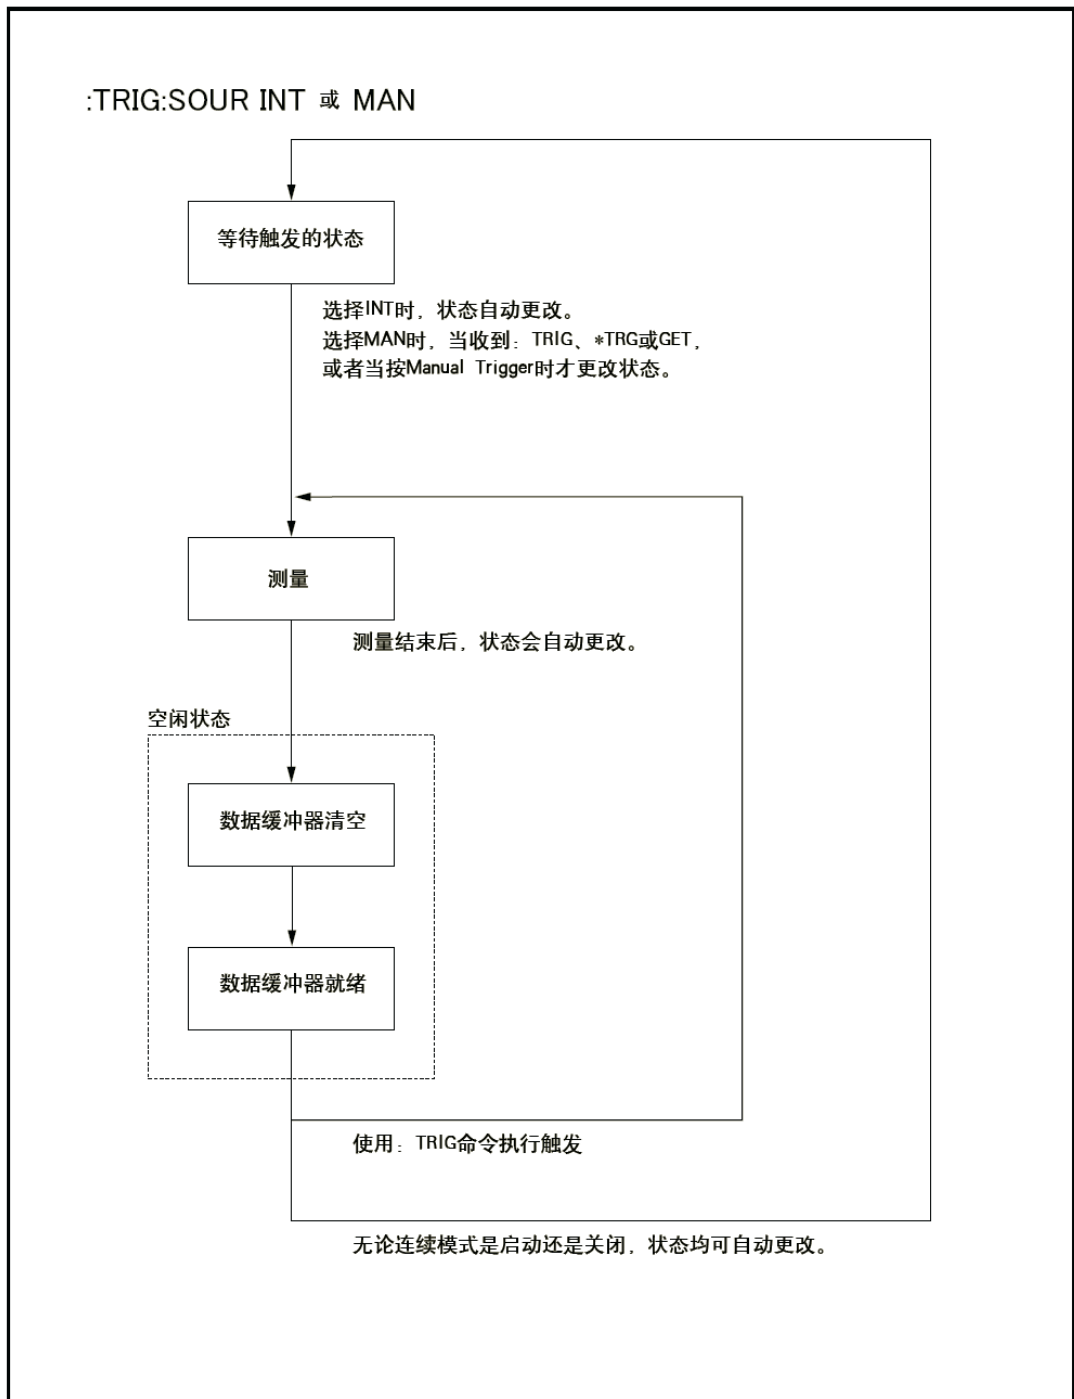 :TRIG:SOUR INT 或 MAN
等待触发的状态
选择INT时，状态自动更改。
选择MAN时，当收到：TRIG、*TRG或GET，
或者当按Manual Trigger时才更改状态。
测量
测量结束后，状态会自动更改。
空闲状态
数据缓冲器清空
数据缓冲器就绪
使用：TRIG命令执行触发
无论连续模式是启动还是关闭，状态均可自动更改。